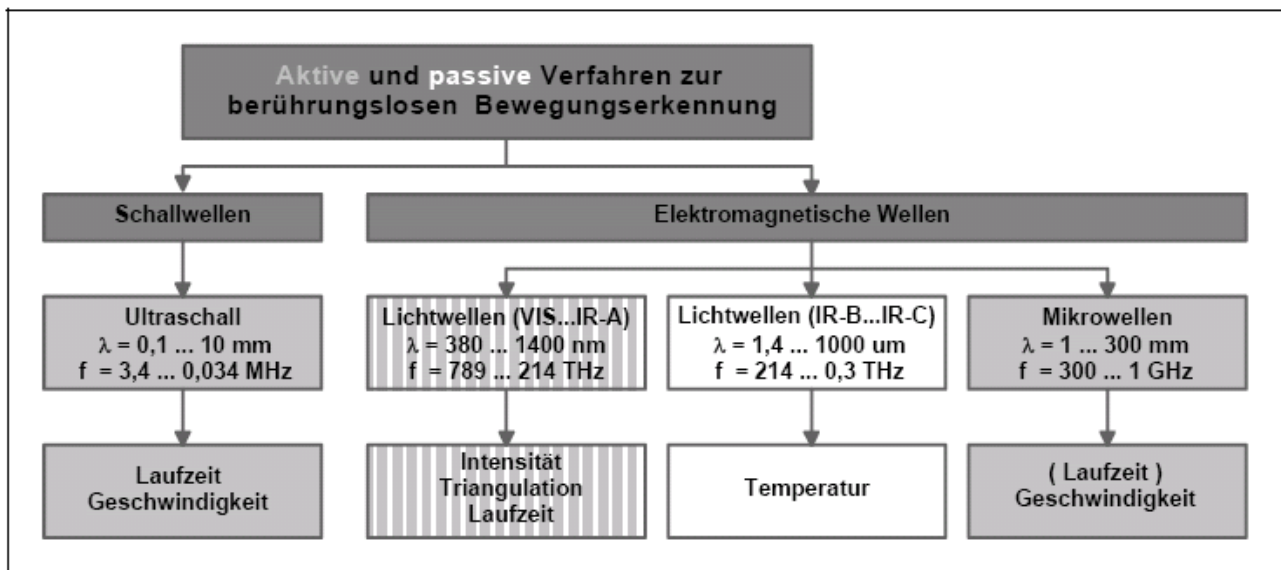 Aktive und passive Verfahren zur
berührungslosen Bewegungserkennung
Schallwellen
Elektromagnetische Wellen
Ultraschall
λ = 0,1 ... 10 mm
f = 3,4 ... 0,034 MHz
Lichtwellen (VIS...IR-A)
λ = 380 ... 1400 nm
f = 789 ... 214 THz
Lichtwellen (IR-B...IR-C)
λ = 1,4 ... 1000 um
f = 214 ... 0,3 THz
Mikrowellen
λ = 1 ... 300 mm
f = 300 ... 1 GHz
Laufzeit
Geschwindigkeit
Intensität
Triangulation
Laufzeit
Temperatur
( Laufzeit )
Geschwindigkeit